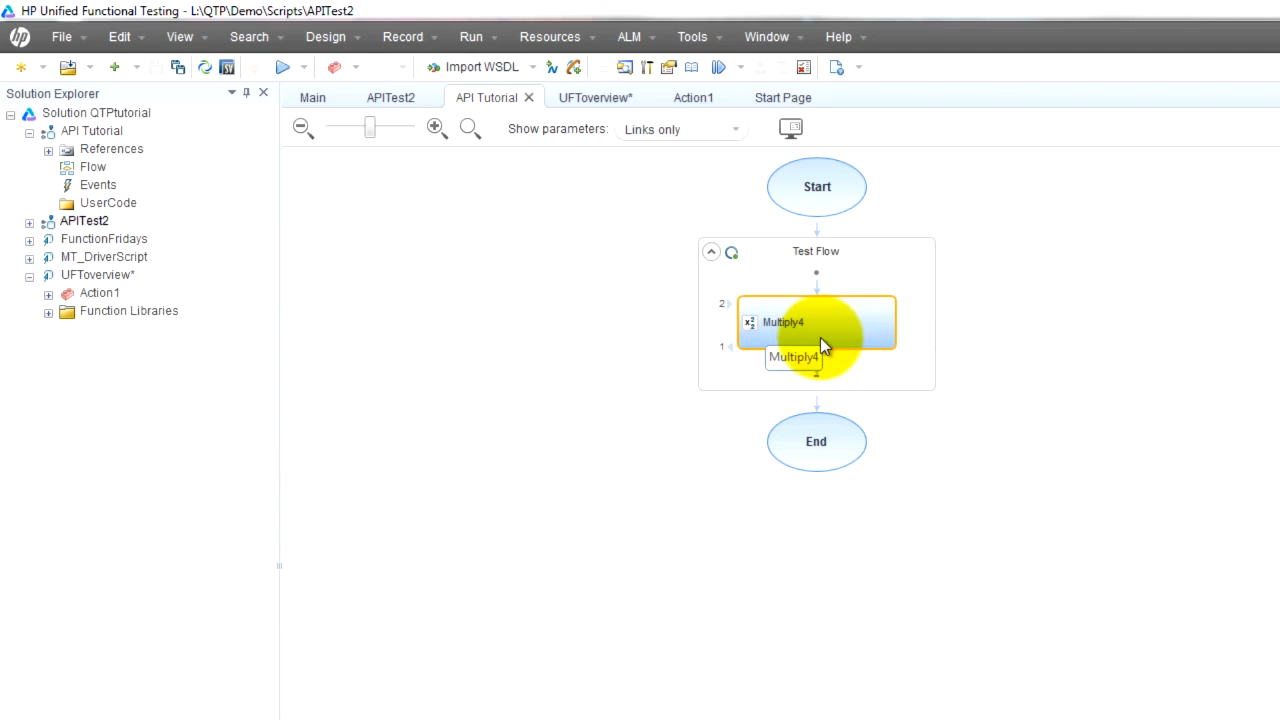 HP Unified Functional Testing - L:\QTP\Demo\Scripts\APITest2
hp File Edit View Search Design Record Run Resources ALM Tools Window Help
Import WSDL
Solution Explorer
Main APITest2 API Tutorial UFToverview* Action1 Start Page
Show parameters: Links only
Solution QTPtutorial
API Tutorial
References
Flow
Events
UserCode
APITest2
FunctionFridays
MT_DriverScript
UFToverview*
Action1
Function Libraries
Start
Test Flow
2
Multiply4
1
Multiply4
End